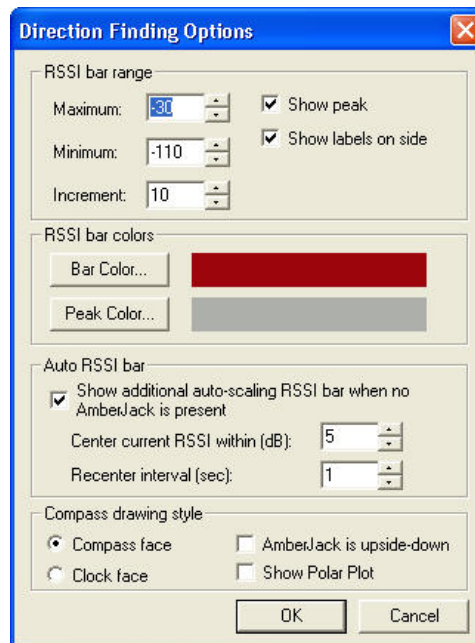 Direction Finding Options
RSSI bar range
Maximum: -30
Show peak
Minimum: -110
Show labels on side
Increment: 10
RSSI bar colors
Bar Color...
Peak Color...
Auto RSSI bar
Show additional auto-scaling RSSI bar when no
AmberJack is present
Center current RSSI within (dB): 5
Recenter interval (sec): 1
Compass drawing style
Compass face
AmberJack is upside-down
Clock face
Show Polar Plot
OK
Cancel